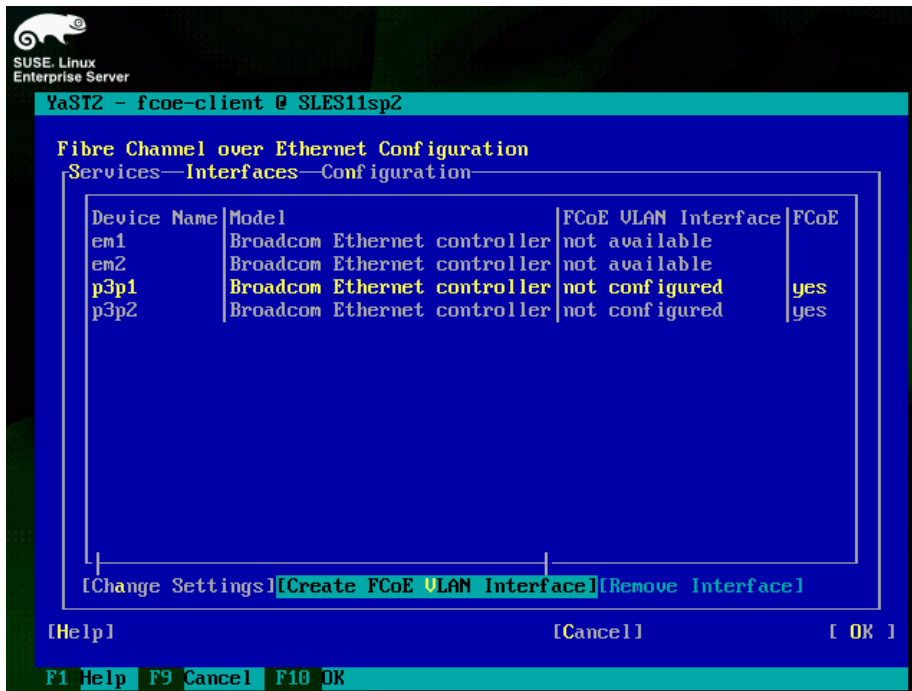 SUSE. Linux
Enterprise Server
YaST2 - fcoe-client @ SLES11sp2
Fibre Channel over Ethernet Configuration
Services—Interfaces—Configuration
Device Name|Model|FCoE VLAN Interface|FCoE
em1|Broadcom Ethernet controller|not available
em2|Broadcom Ethernet controller|not available
p3p1|Broadcom Ethernet controller|not configured|yes
p3p2|Broadcom Ethernet controller|not configured|yes
[Change Settings][Create FCoE VLAN Interface][Remove Interface]
[Help] [Cancel] [ OK ]
F1 Help F9 Cancel F10 OK